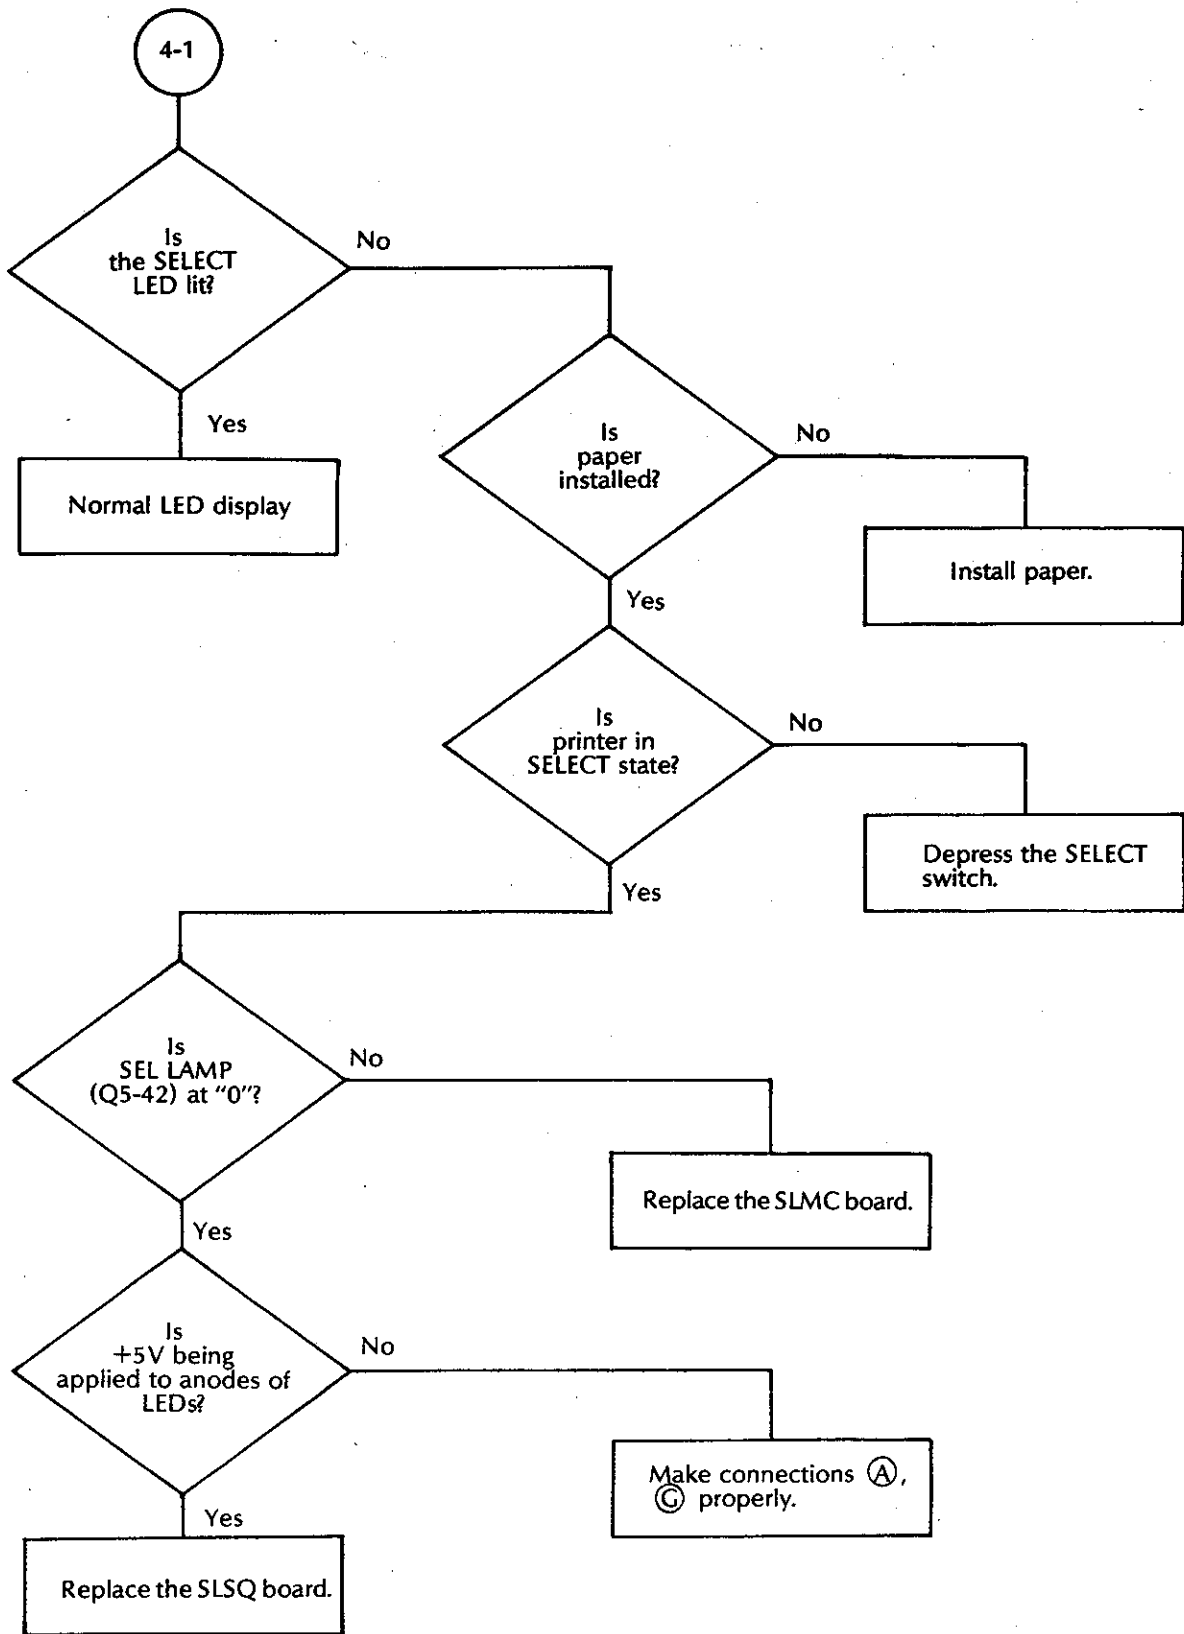 4-1
Is
the SELECT
LED lit?
No
Yes
Normal LED display
Is
paper
installed?
No
Install paper.
Yes
Is
printer in
SELECT state?
No
Depress the SELECT
switch.
Yes
Is
SEL LAMP
(Q5-42) at “0”?
No
Replace the SLMC board.
Yes
Is
+5V being
applied to anodes of
LEDs?
No
Make connections Ⓐ,
Ⓖ properly.
Yes
Replace the SLSQ board.